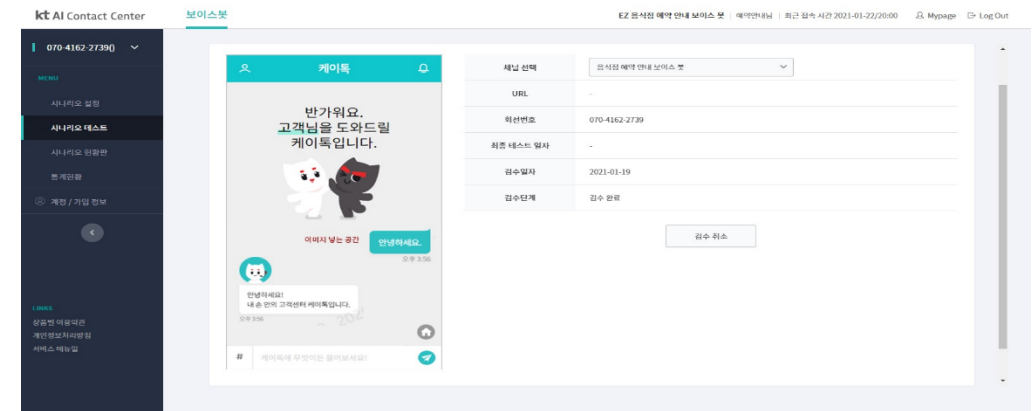 kt AI Contact Center
보이스봇
EZ 음식점 예약 안내 보이스 봇 | 예약안내님 | 최근 접속 시간 2021-01-22/20:00 Mypage Log Out
070-4162-2739()
MENU
시나리오 설정
시나리오 테스트
시나리오 현황판
통계현황
계정 / 가입 정보
LINKS
상품별 이용약관
개인정보처리방침
서비스 매뉴얼
케이톡
반가워요.
고객님을 도와드릴
케이톡입니다.
이미지 넣는 공간
안녕하세요.
오후 3:56
안녕하세요!
내 손 안의 고객센터 케이톡입니다.
오후 3:56
# 케이톡에 무엇이든 물어보세요!
채널 선택 음식점 예약 안내 보이스 봇
URL -
회선번호 070-4162-2739
최종 테스트 일자 -
검수일자 2021-01-19
검수단계 검수 완료
검수 취소